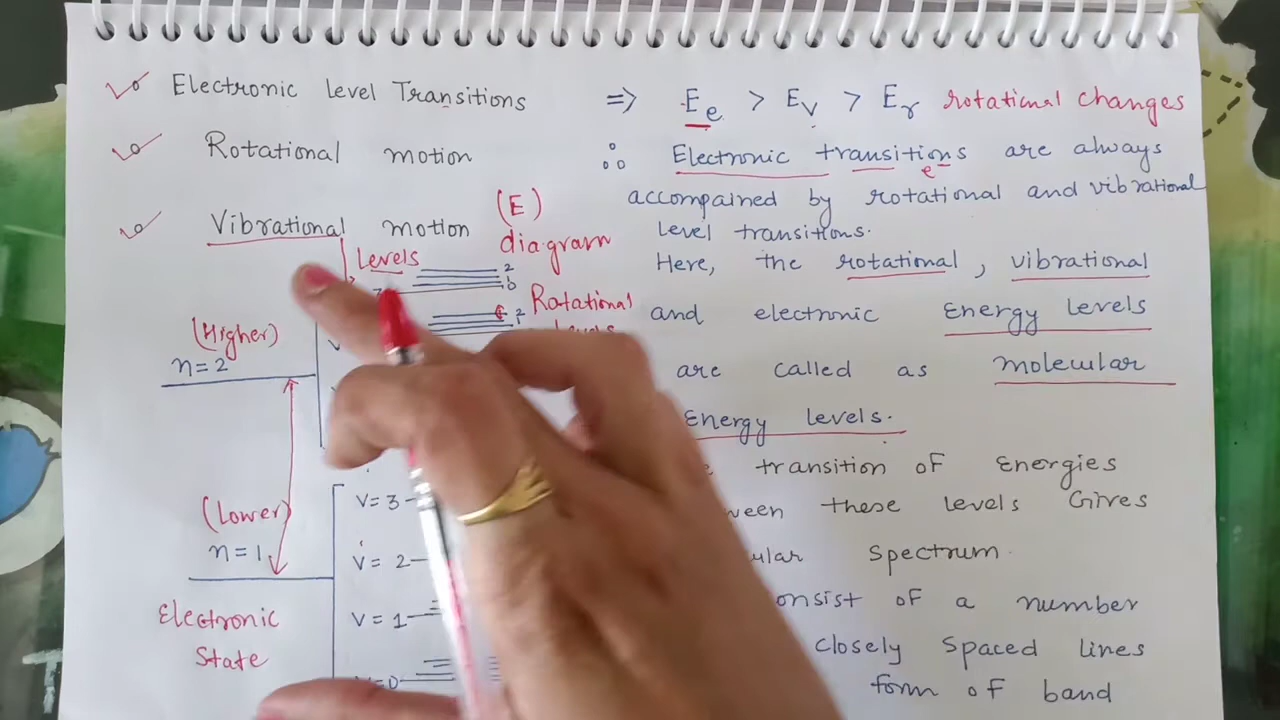 Electronic level Transitions
Rotational motion
Vibrational motion
Levels
(E)
diagram
2
Rotational
2
(Higher)
n=2
(Lower)
n=1
Electronic
State
V=3
V=2
V=1
=> Ee > Ev > Er rotational changes
∴ Electronic transitions are always
e
accompained by rotational and vibrational
level transitions.
Here, the rotational, vibrational
and electronic energy levels
are called as molecular
Energy levels.
transition of energies
these levels Gives
spectrum.
of a number
closely spaced lines
form of band